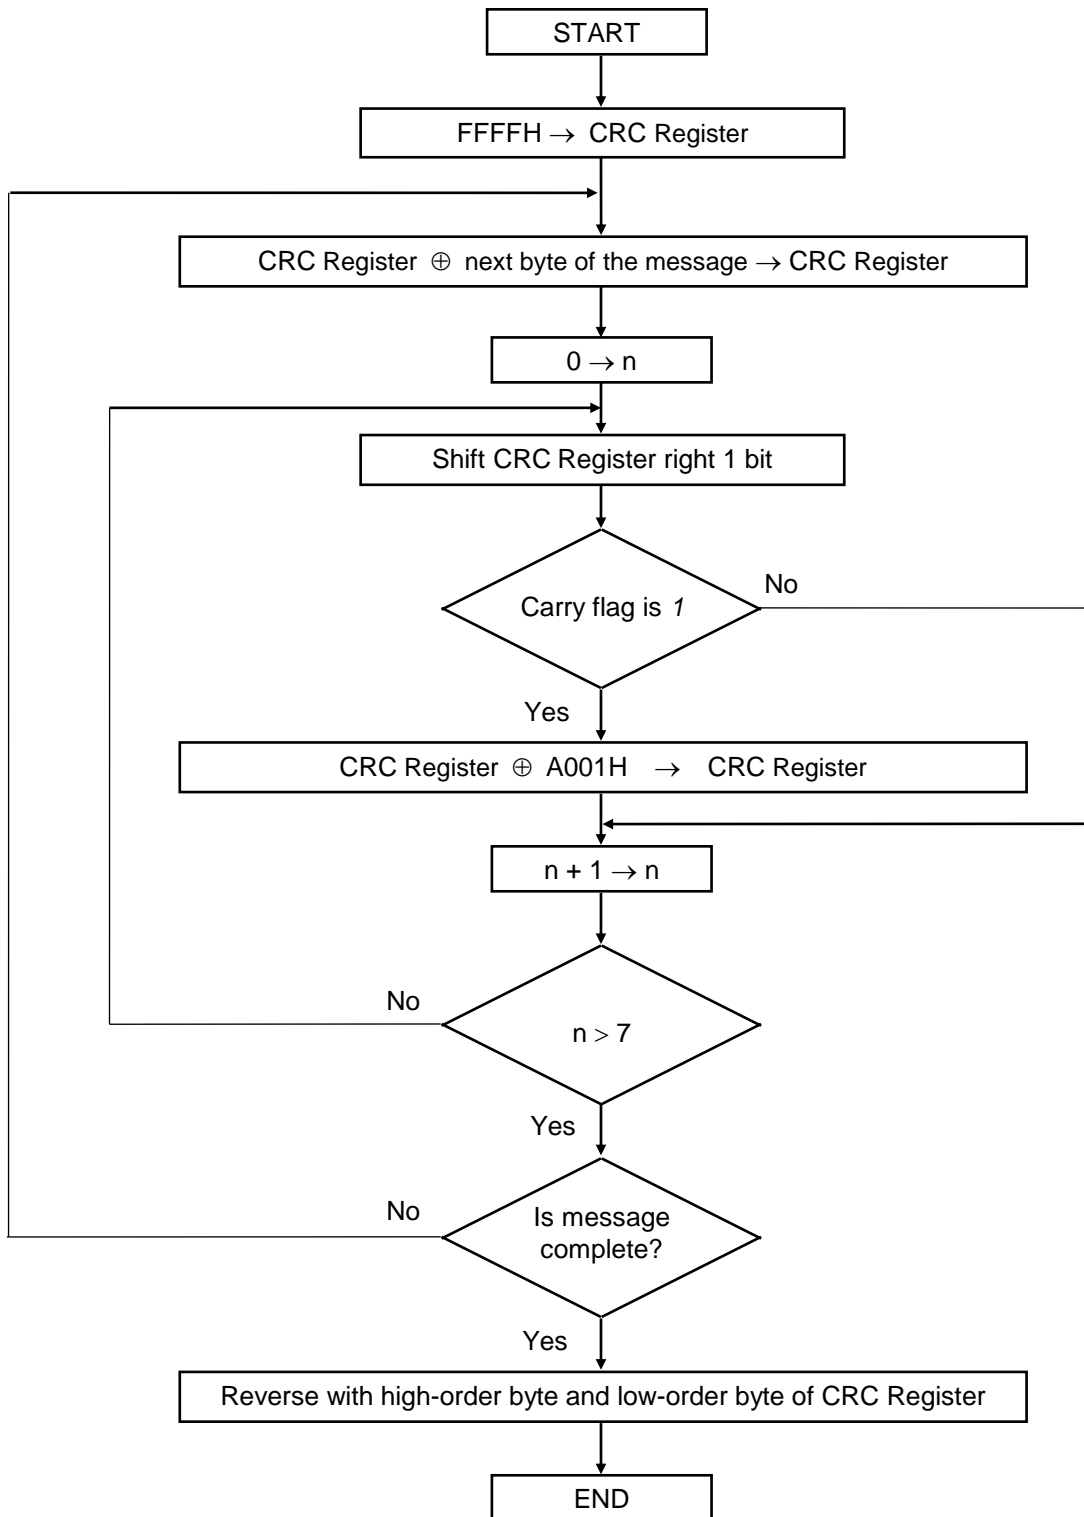 START
FFFFH → CRC Register
CRC Register ⊕ next byte of the message → CRC Register
0 → n
Shift CRC Register right 1 bit
Carry flag is 1
No
Yes
CRC Register ⊕ A001H → CRC Register
n + 1 → n
No
n > 7
Yes
No
Is message
complete?
Yes
Reverse with high-order byte and low-order byte of CRC Register
END